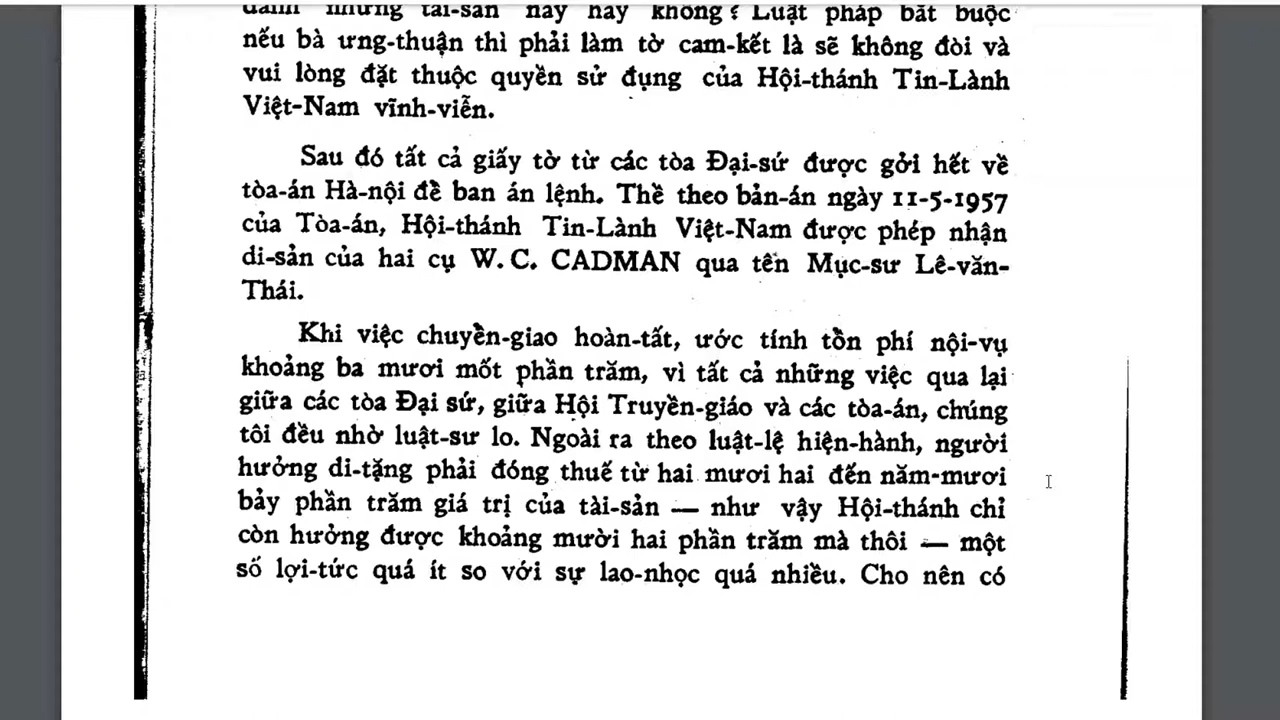 những tài-sản này hay không? Luật pháp bắt buộc
nếu bà ưng-thuận thì phải làm tờ cam-kết là sẽ không đòi và
vui lòng đặt thuộc quyền sử dụng của Hội-thánh Tin-Lành
Việt-Nam vĩnh-viễn.
Sau đó tất cả giấy tờ từ các tòa Đại-sứ được gởi hết về
tòa-án Hà-nội để ban án lệnh. Thể theo bản-án ngày 11-5-1957
của Tòa-án, Hội-thánh Tin-Lành Việt-Nam được phép nhận
di-sản của hai cụ W. C. CADMAN qua tên Mục-sư Lê-văn-
Thái.
Khi việc chuyển-giao hoàn-tất, ước tính tổn phí nội-vụ
khoảng ba mươi mốt phần trăm, vì tất cả những việc qua lại
giữa các tòa Đại sứ, giữa Hội Truyền-giáo và các tòa-án, chúng
tôi đều nhờ luật-sư lo. Ngoài ra theo luật-lệ hiện-hành, người
hưởng di-tặng phải đóng thuế từ hai mươi hai đến năm-mươi
bảy phần trăm giá trị của tài-sản — như vậy Hội-thánh chỉ
còn hưởng được khoảng mười hai phần trăm mà thôi — một
số lợi-tức quá ít so với sự lao-nhọc quá nhiều. Cho nên có